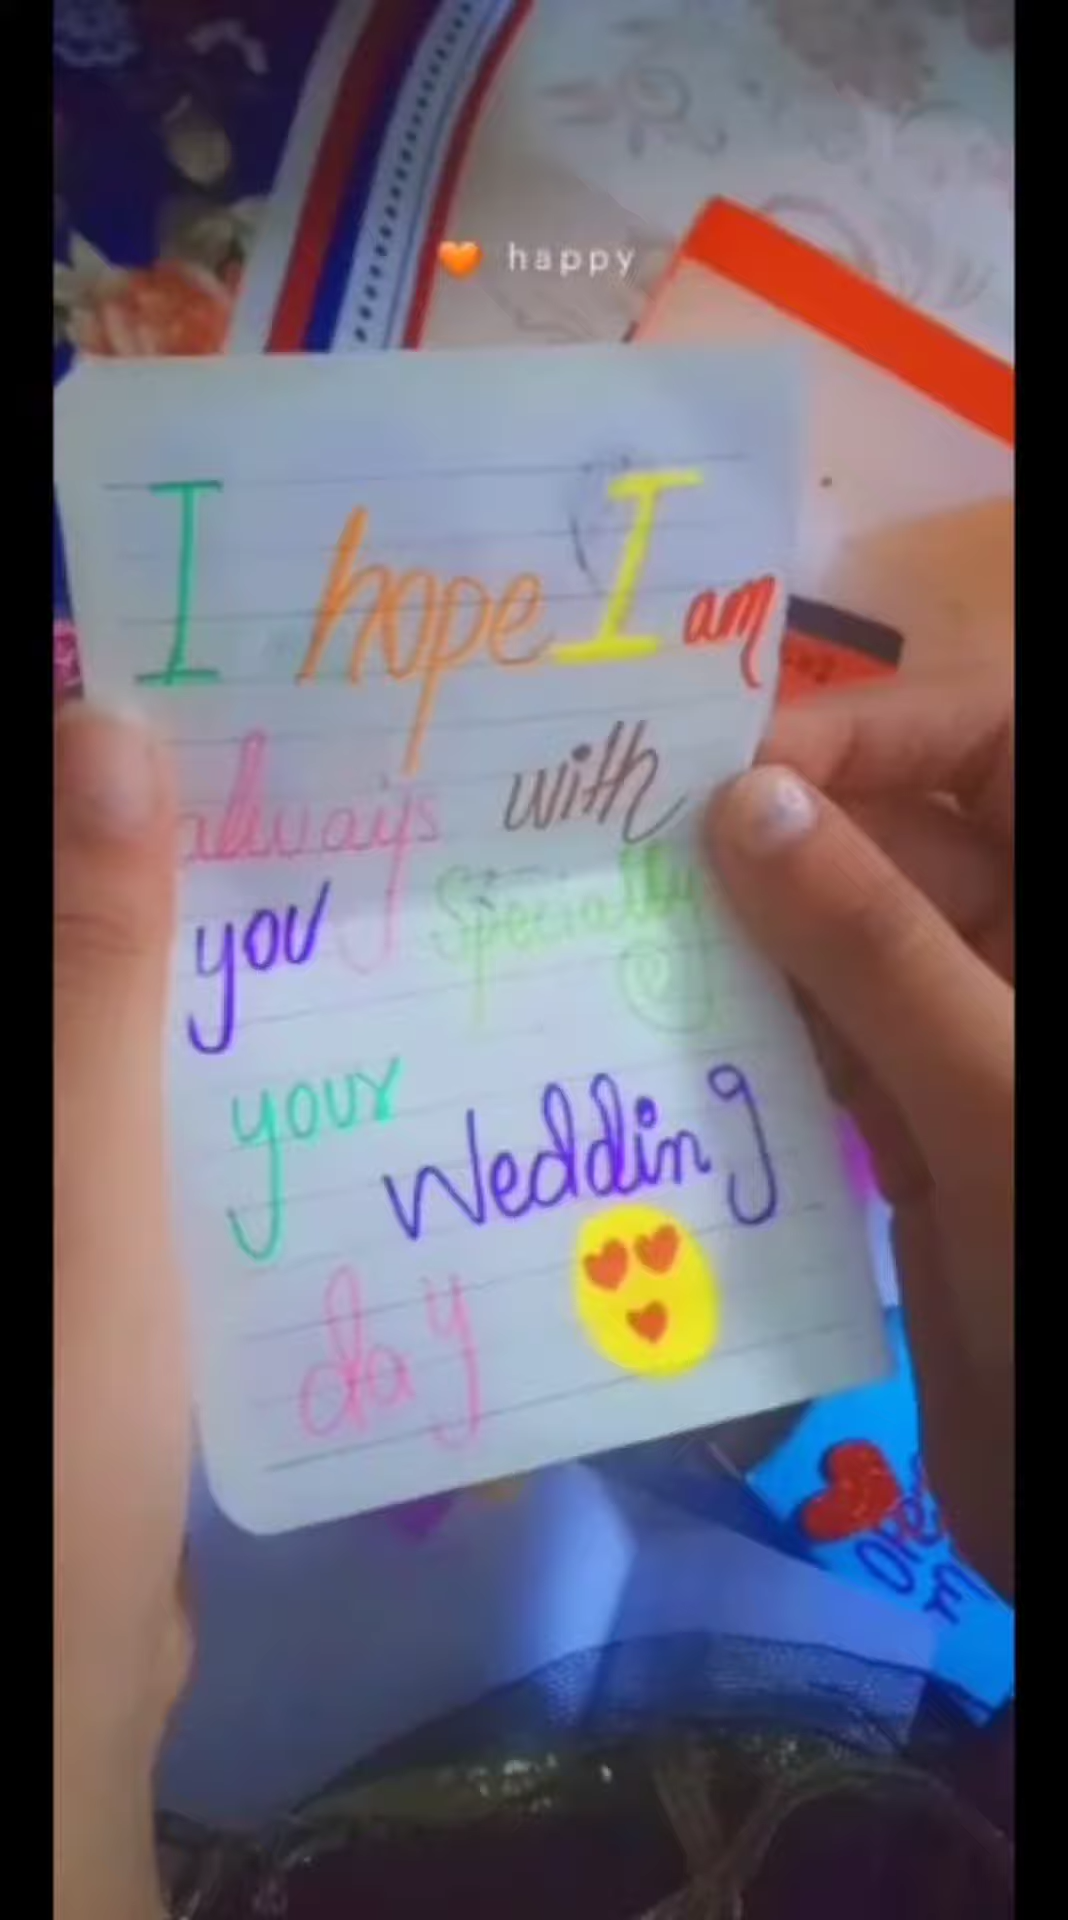 🧡 happy
I hope I am
always with
you Specially
your Wedding
day